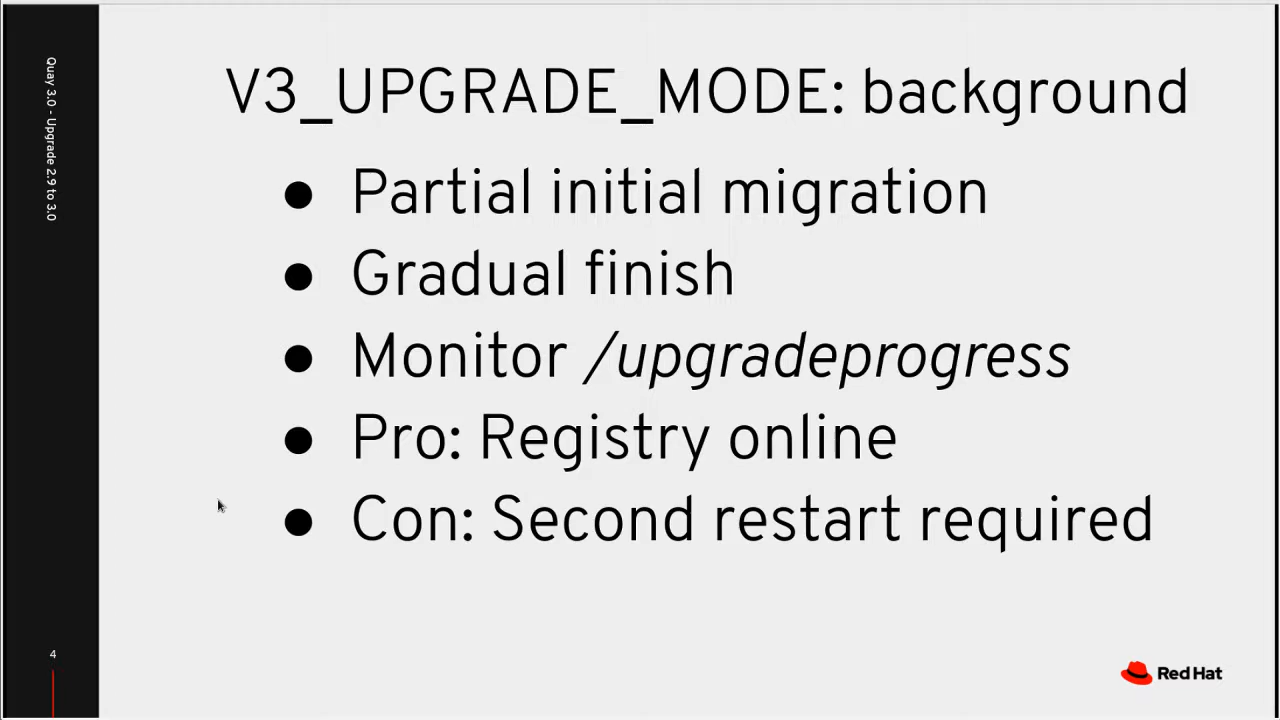 Quay 3.0 - Upgrade 2.9 to 3.0
V3_UPGRADE_MODE: background
● Partial initial migration
● Gradual finish
● Monitor /upgradeprogress
● Pro: Registry online
● Con: Second restart required
4
Red Hat